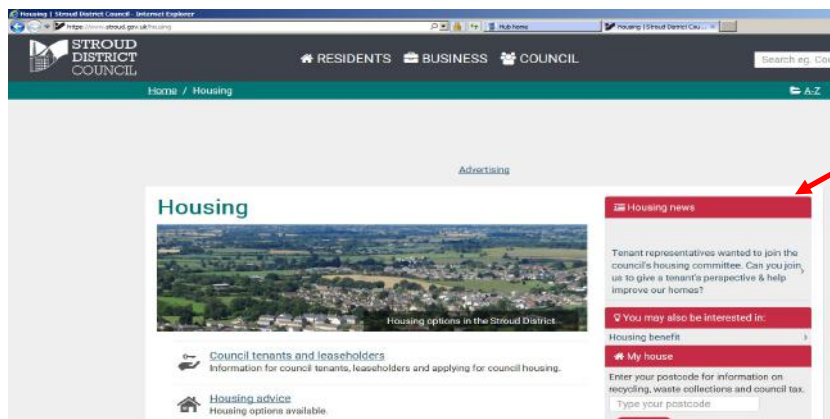 Housing | Stroud District Council - Internet Explorer
Hub home
Housing | Stroud District Cou...
STROUD
DISTRICT
COUNCIL
RESIDENTS BUSINESS COUNCIL
Search eg. Cou
Home / Housing
A-Z
Advertising
Housing
Housing options in the Stroud District
Council tenants and leaseholders
Information for council tenants, leaseholders and applying for council housing.
Housing advice
Housing options available.
Housing news
Tenant representatives wanted to join the
council's housing committee. Can you join
us to give a tenant's perspective & help
improve our homes?
You may also be interested in:
Housing benefit
My house
Enter your postcode for information on
recycling, waste collections and council tax.
Type your postcode